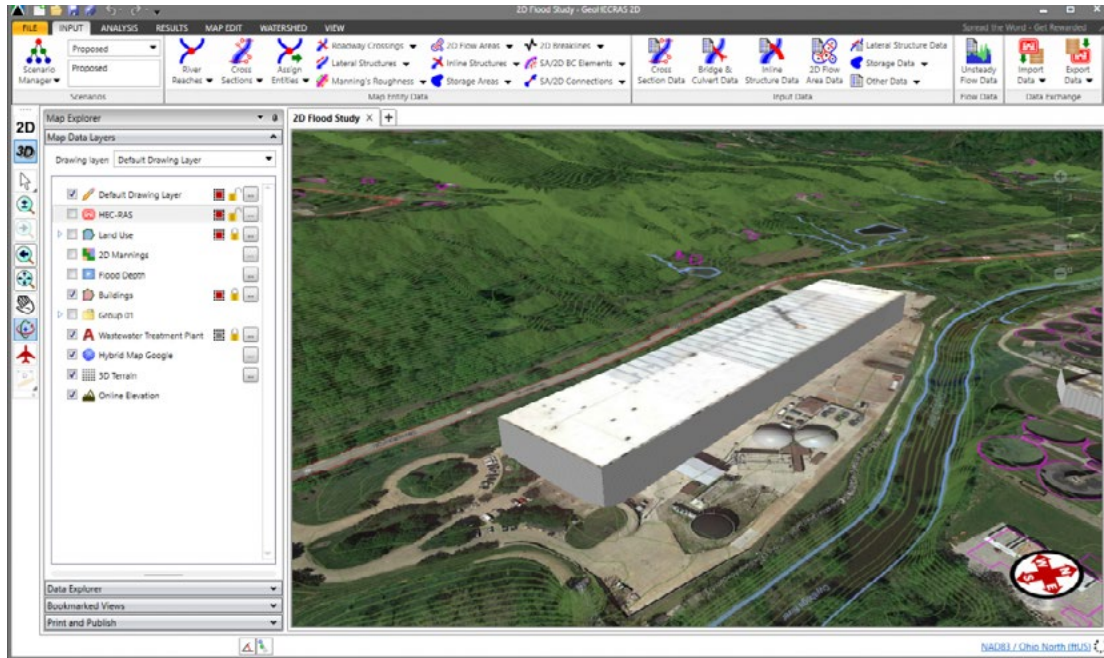 2D Flood Study - GeoHECRAS 2D
FILE INPUT ANALYSIS RESULTS MAP EDIT WATERSHED VIEW Spread the Word - Get Rewarded
Scenario Manager
Proposed
Proposed
Scenarios
River Reaches
Cross Sections
Assign Entities
Roadway Crossings
Lateral Structures
Manning's Roughness
2D Flow Areas
Inline Structures
Storage Areas
2D Breaklines
SA/2D BC Elements
SA/2D Connections
Map Entity Data
Cross Section Data
Bridge & Culvert Data
Inline Structure Data
2D Flow Area Data
Lateral Structure Data
Storage Data
Other Data
Input Data
Unsteady Flow Data
Flow Data
Import Data
Export Data
Data Exchange
2D
3D
Map Explorer
Map Data Layers
Drawing layer: Default Drawing Layer
Default Drawing Layer
HEC-RAS
Land Use
2D Mannings
Flood Depth
Buildings
Group 01
Wastewater Treatment Plant
Hybrid Map Google
3D Terrain
Online Elevation
Data Explorer
Bookmarked Views
Print and Publish
2D Flood Study
N
E
S
NAD83 / Ohio North (ftUS)